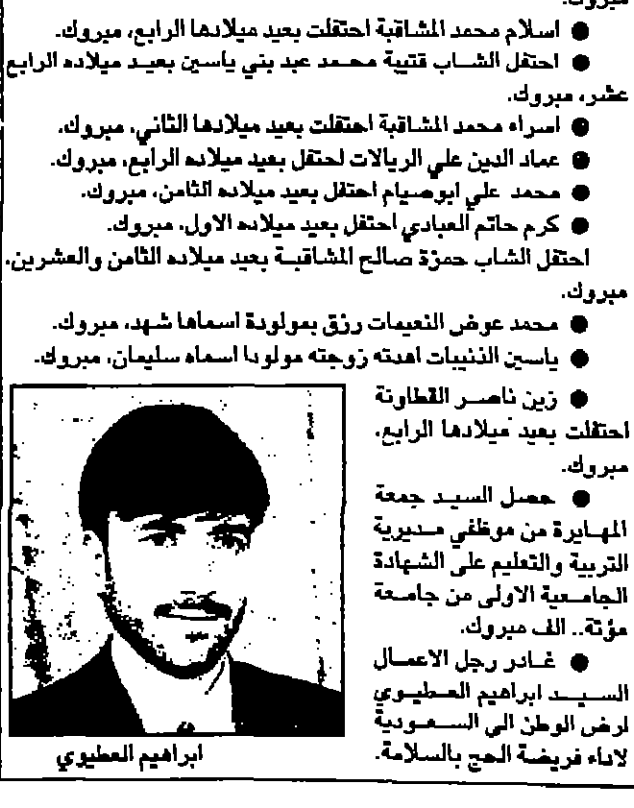 مبروك.
● اسلام محمد المشاقبة احتفلت بعيد ميلادها الرابع، مبروك.
● احتفل الشاب قتيبة محمد عبد بني ياسين بعيد ميلاده الرابع
عشر، مبروك.
● اسراء محمد المشاقبة احتفلت بعيد ميلادها الثاني، مبروك.
● عماد الدين علي الريالات احتفل بعيد ميلاده الرابع، مبروك.
● محمد علي ابوصيام احتفل بعيد ميلاده الثامن، مبروك.
● كرم حاتم العبادي احتفل بعيد ميلاده الاول، مبروك.
احتفل الشاب حمزة صالح المشاقبة بعيد ميلاده الثامن والعشرين،
مبروك.
● محمد عوض النعيمات رزق بمولودة اسماها شهد، مبروك.
● ياسين الذنيبات اهدته زوجته مولودا اسماه سليمان، مبروك.
● زين ناصر القطاونة
احتفلت بعيد ميلادها الرابع،
مبروك.
● حصل السيد جمعة
المهايرة من موظفي مديرية
التربية والتعليم على الشهادة
الجامعية الاولى من جامعة
مؤتة.. الف مبروك.
● غادر رجل الاعمال
السيد ابراهيم العطيوي
ارض الوطن الى السعودية
لاداء فريضة الحج بالسلامة.
ابراهيم العطيوي